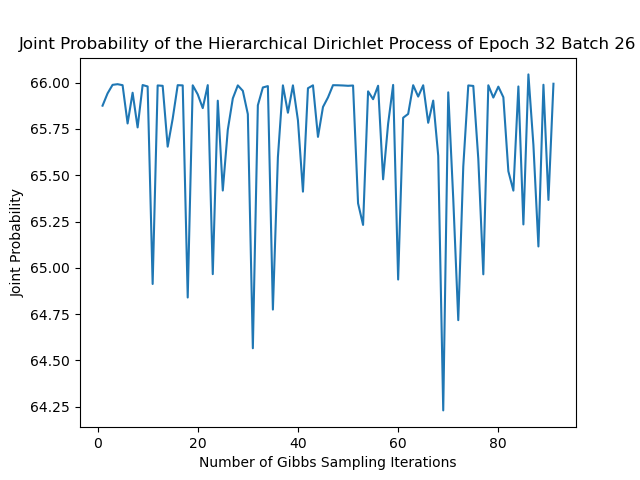 Joint Probability of the Hierarchical Dirichlet Process of Epoch 32 Batch 26
66.00
65.75
65.50
65.25
65.00
64.75
64.50
64.25
Joint Probability
0 20 40 60 80
Number of Gibbs Sampling Iterations